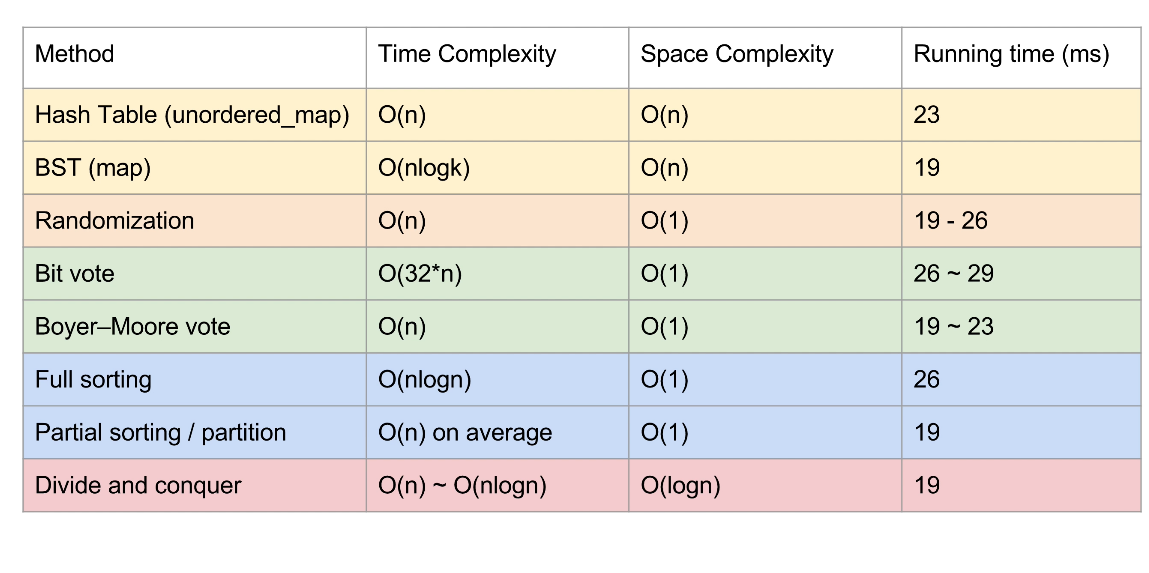 Method Time Complexity Space Complexity Running time (ms)
Hash Table (unordered_map) O(n) O(n) 23
BST (map) O(nlogk) O(n) 19
Randomization O(n) O(1) 19 - 26
Bit vote O(32*n) O(1) 26 ~ 29
Boyer–Moore vote O(n) O(1) 19 ~ 23
Full sorting O(nlogn) O(1) 26
Partial sorting / partition O(n) on average O(1) 19
Divide and conquer O(n) ~ O(nlogn) O(logn) 19